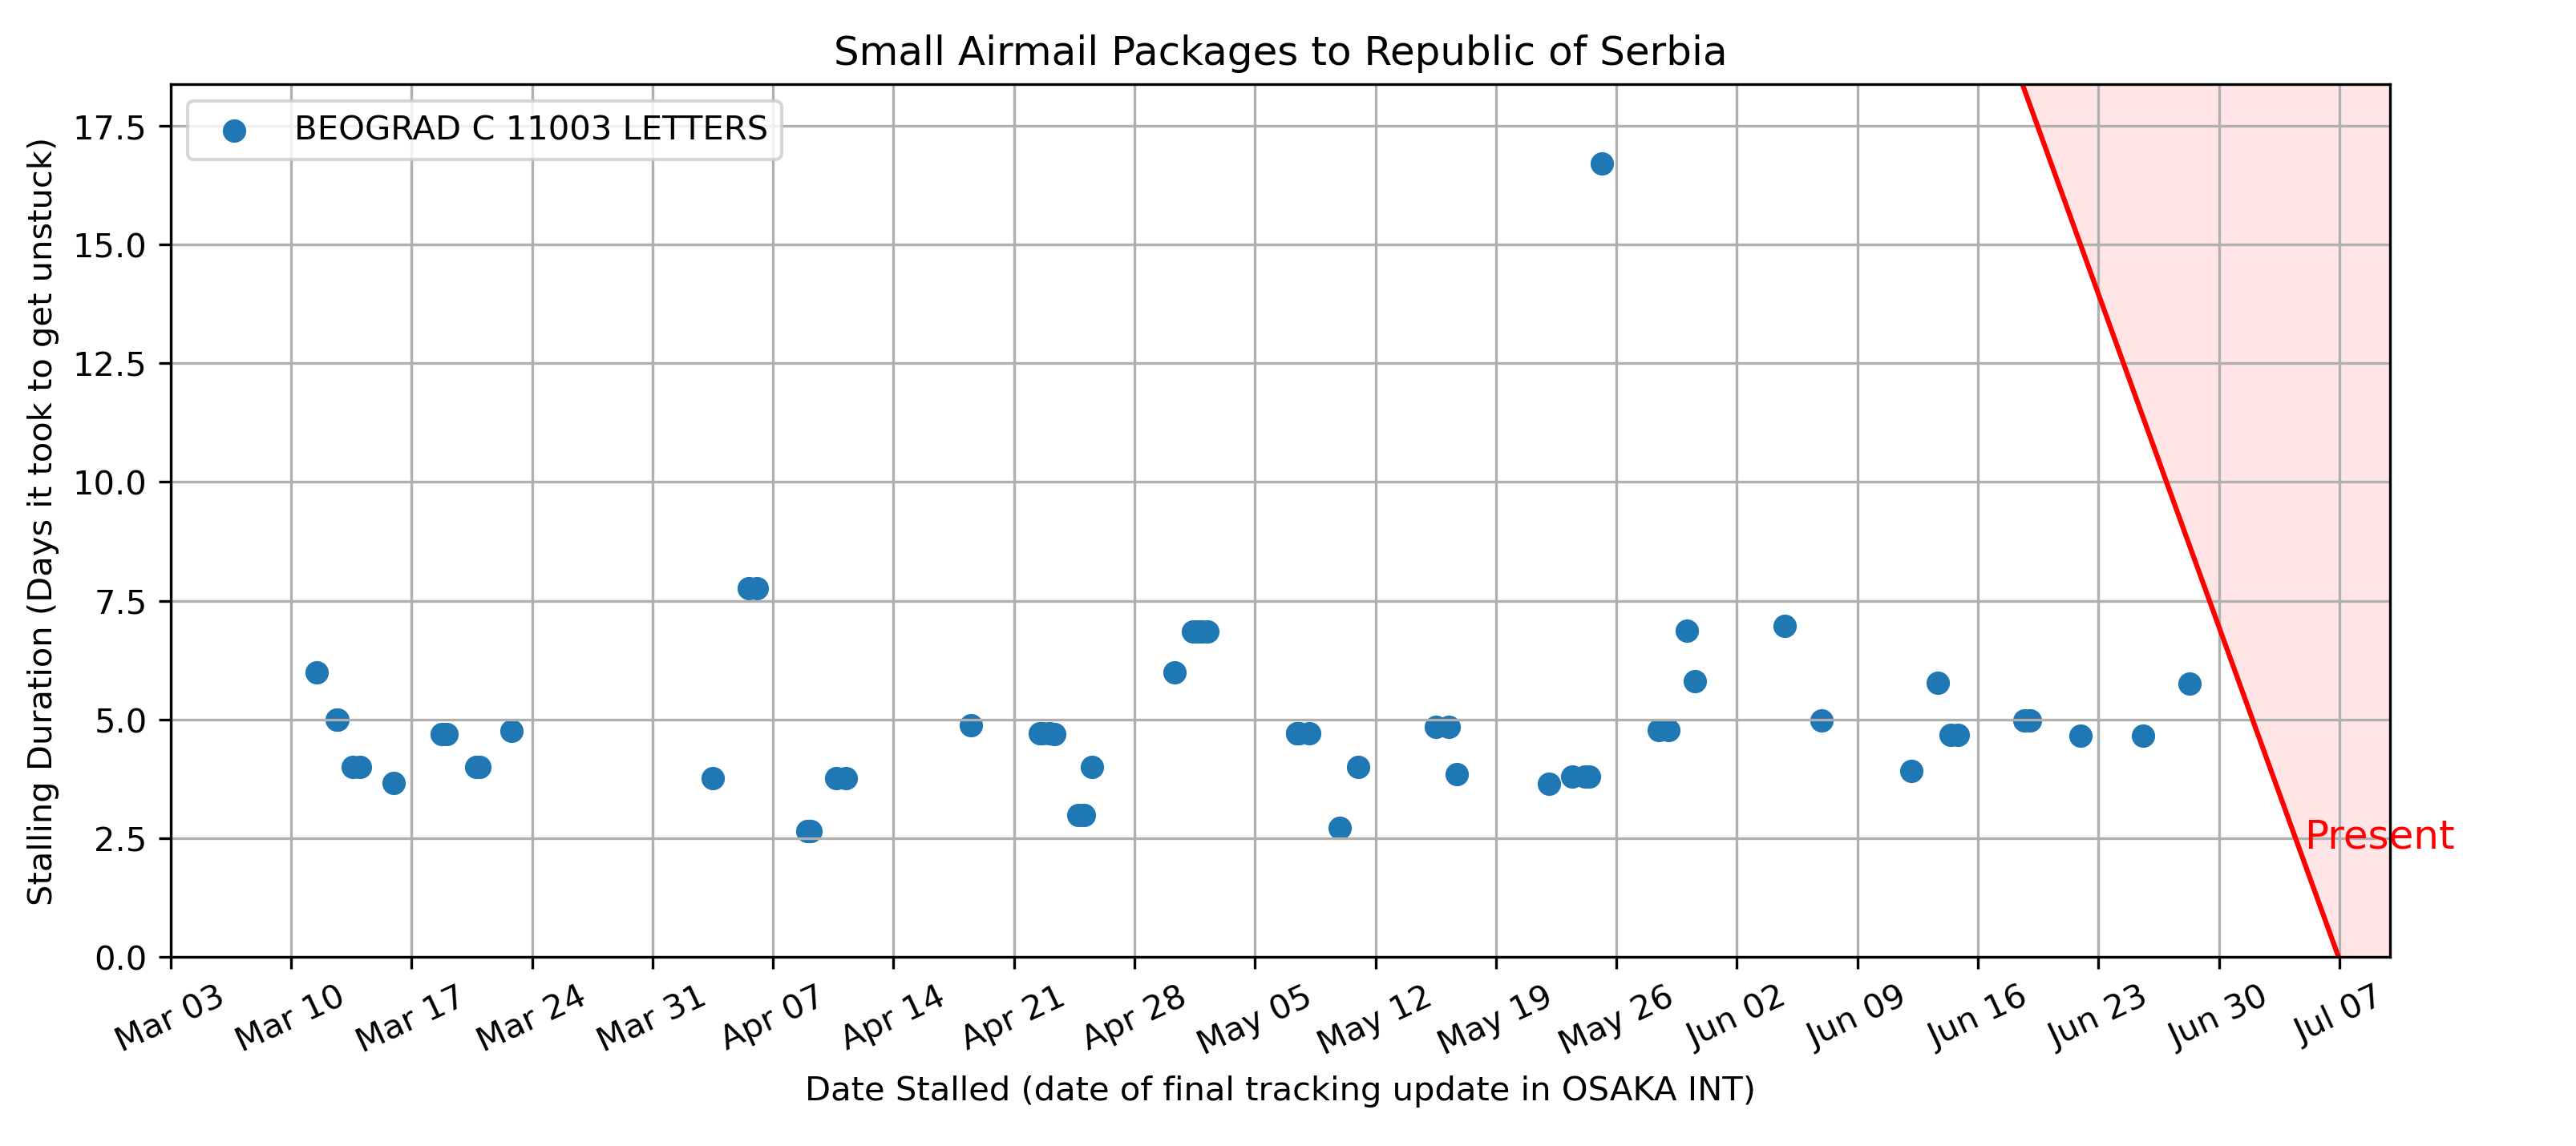 Small Airmail Packages to Republic of Serbia
BEOGRAD C 11003 LETTERS
Stalling Duration (Days it took to get unstuck)
17.5
15.0
12.5
10.0
7.5
5.0
2.5
0.0
Present
Mar 03
Mar 10
Mar 17
Mar 24
Mar 31
Apr 07
Apr 14
Apr 21
Apr 28
May 05
May 12
May 19
May 26
Jun 02
Jun 09
Jun 16
Jun 23
Jun 30
Jul 07
Date Stalled (date of final tracking update in OSAKA INT)